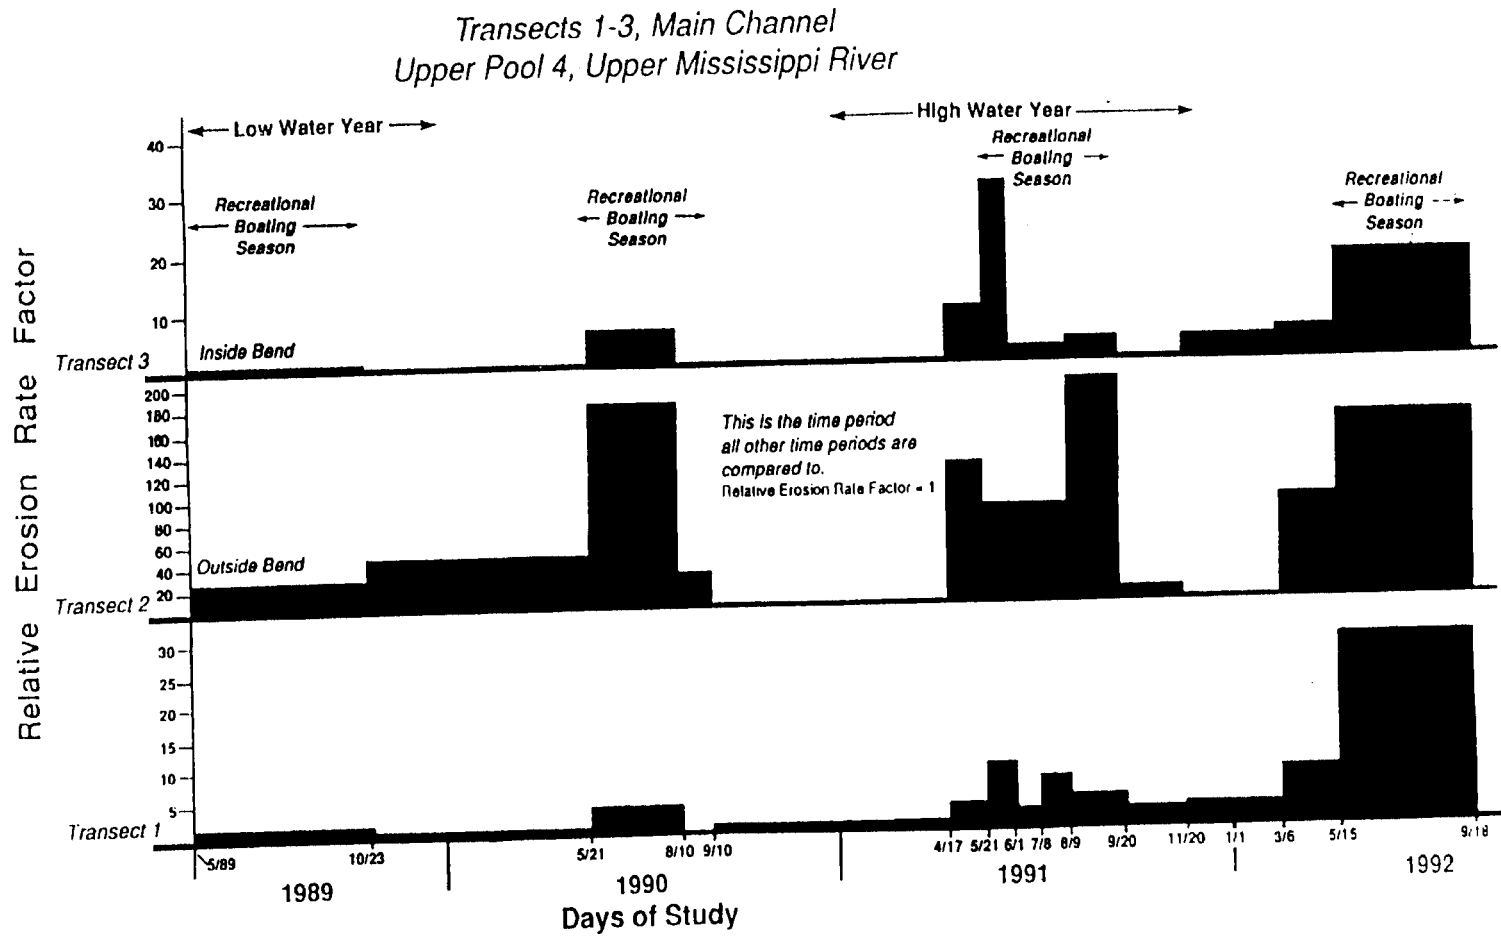 Transects 1-3, Main Channel
Upper Pool 4, Upper Mississippi River
Relative Erosion Rate Factor
Low Water Year
High Water Year
Recreational
Boating
Season
Recreational
Boating
Season
Recreational
Boating
Season
Recreational
Boating
Season
40
30
20
10
Transect 3
Inside Bend
200
180
160
140
120
100
80
60
40
20
Transect 2
Outside Bend
This is the time period
all other time periods are
compared to.
Relative Erosion Rate Factor = 1
30
25
20
15
10
5
Transect 1
5/89
10/23
5/21
8/10
9/10
4/17
5/21
6/1
7/8
8/9
9/20
11/20
1/1
3/6
5/15
9/18
1989
1990
1991
1992
Days of Study